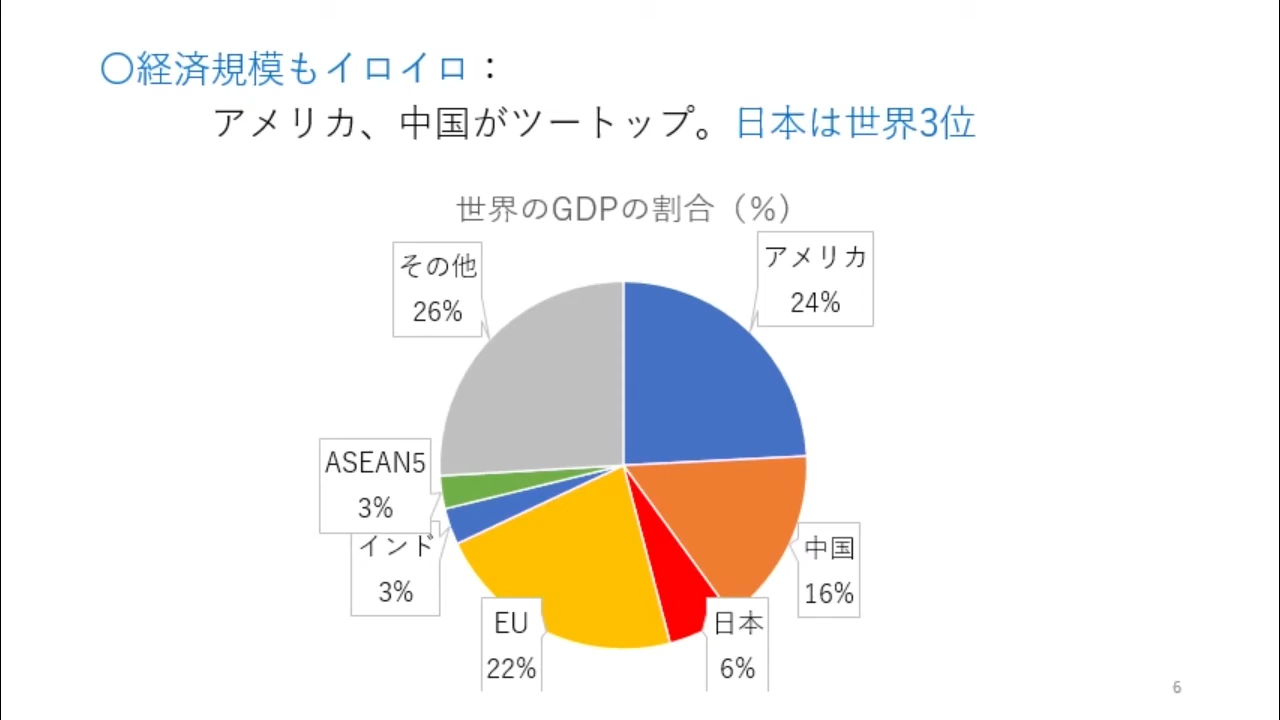 〇経済規模もイロイロ：
アメリカ、中国がツートップ。日本は世界3位
世界のGDPの割合（%）
その他
26%
アメリカ
24%
ASEAN5
3%
インド
3%
中国
16%
EU
22%
日本
6%
6